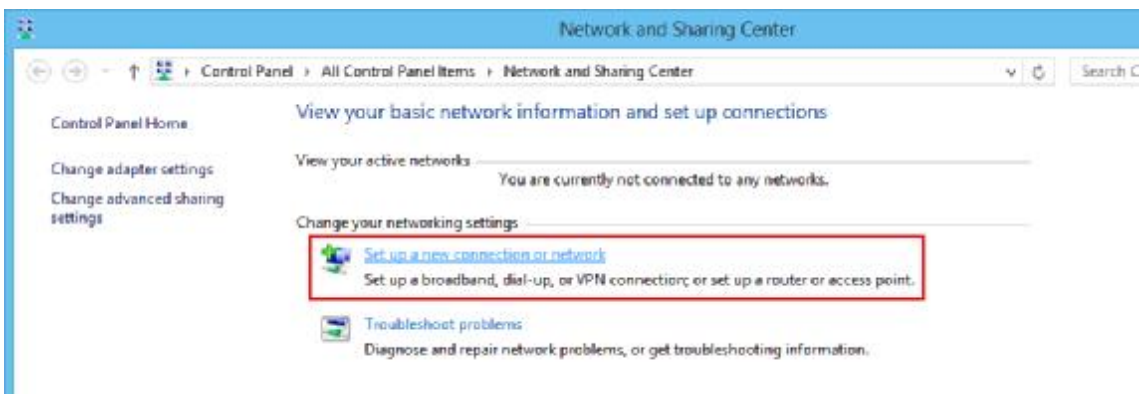 Network and Sharing Center
Control Panel › All Control Panel Items › Network and Sharing Center
Search C
Control Panel Home
Change adapter settings
Change advanced sharing
settings
View your basic network information and set up connections
View your active networks
You are currently not connected to any networks.
Change your networking settings
Set up a new connection or network
Set up a broadband, dial-up, or VPN connection; or set up a router or access point.
Troubleshoot problems
Diagnose and repair network problems, or get troubleshooting information.